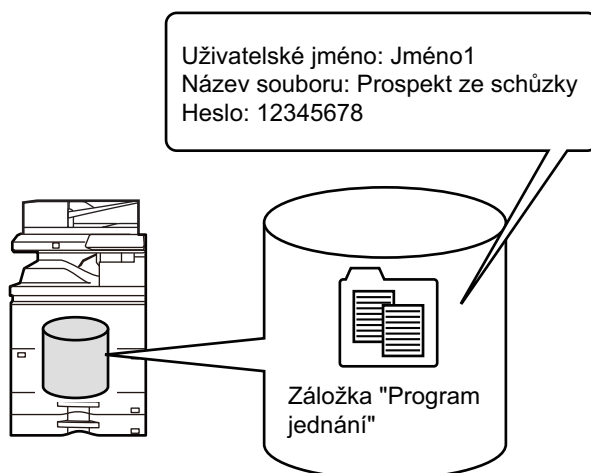 Uživatelské jméno: Jméno1
Název souboru: Prospekt ze schůzky
Heslo: 12345678
Záložka "Program
jednání"